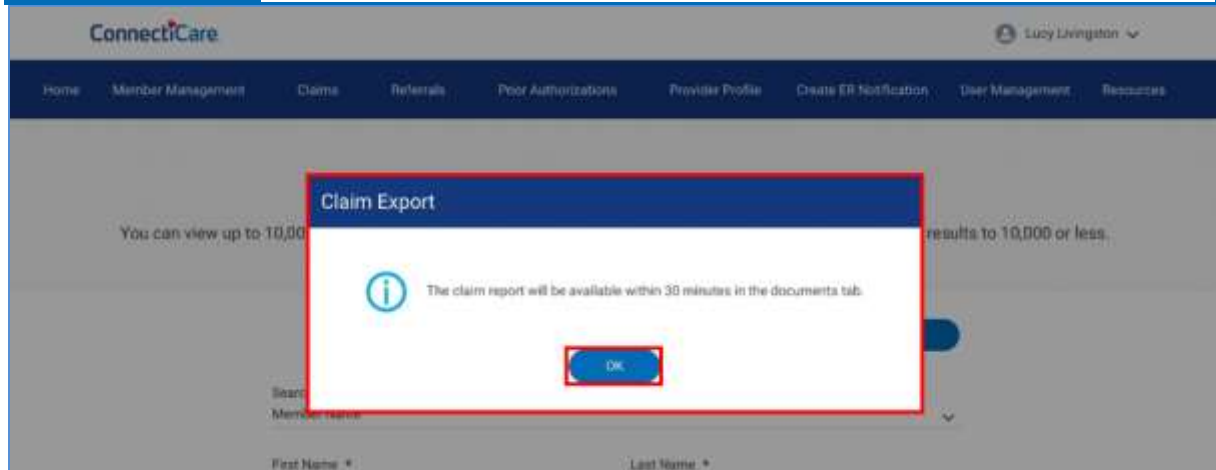 ConnectiCare
Lucy Livingston
Home Member Management Claims Referrals Prior Authorizations Provider Profile Create ER Notification User Management Resources
Claim Export
You can view up to 10,00 results to 10,000 or less.
The claim report will be available within 30 minutes in the documents tab.
OK
Searc
Member Name
First Name * Last Name *